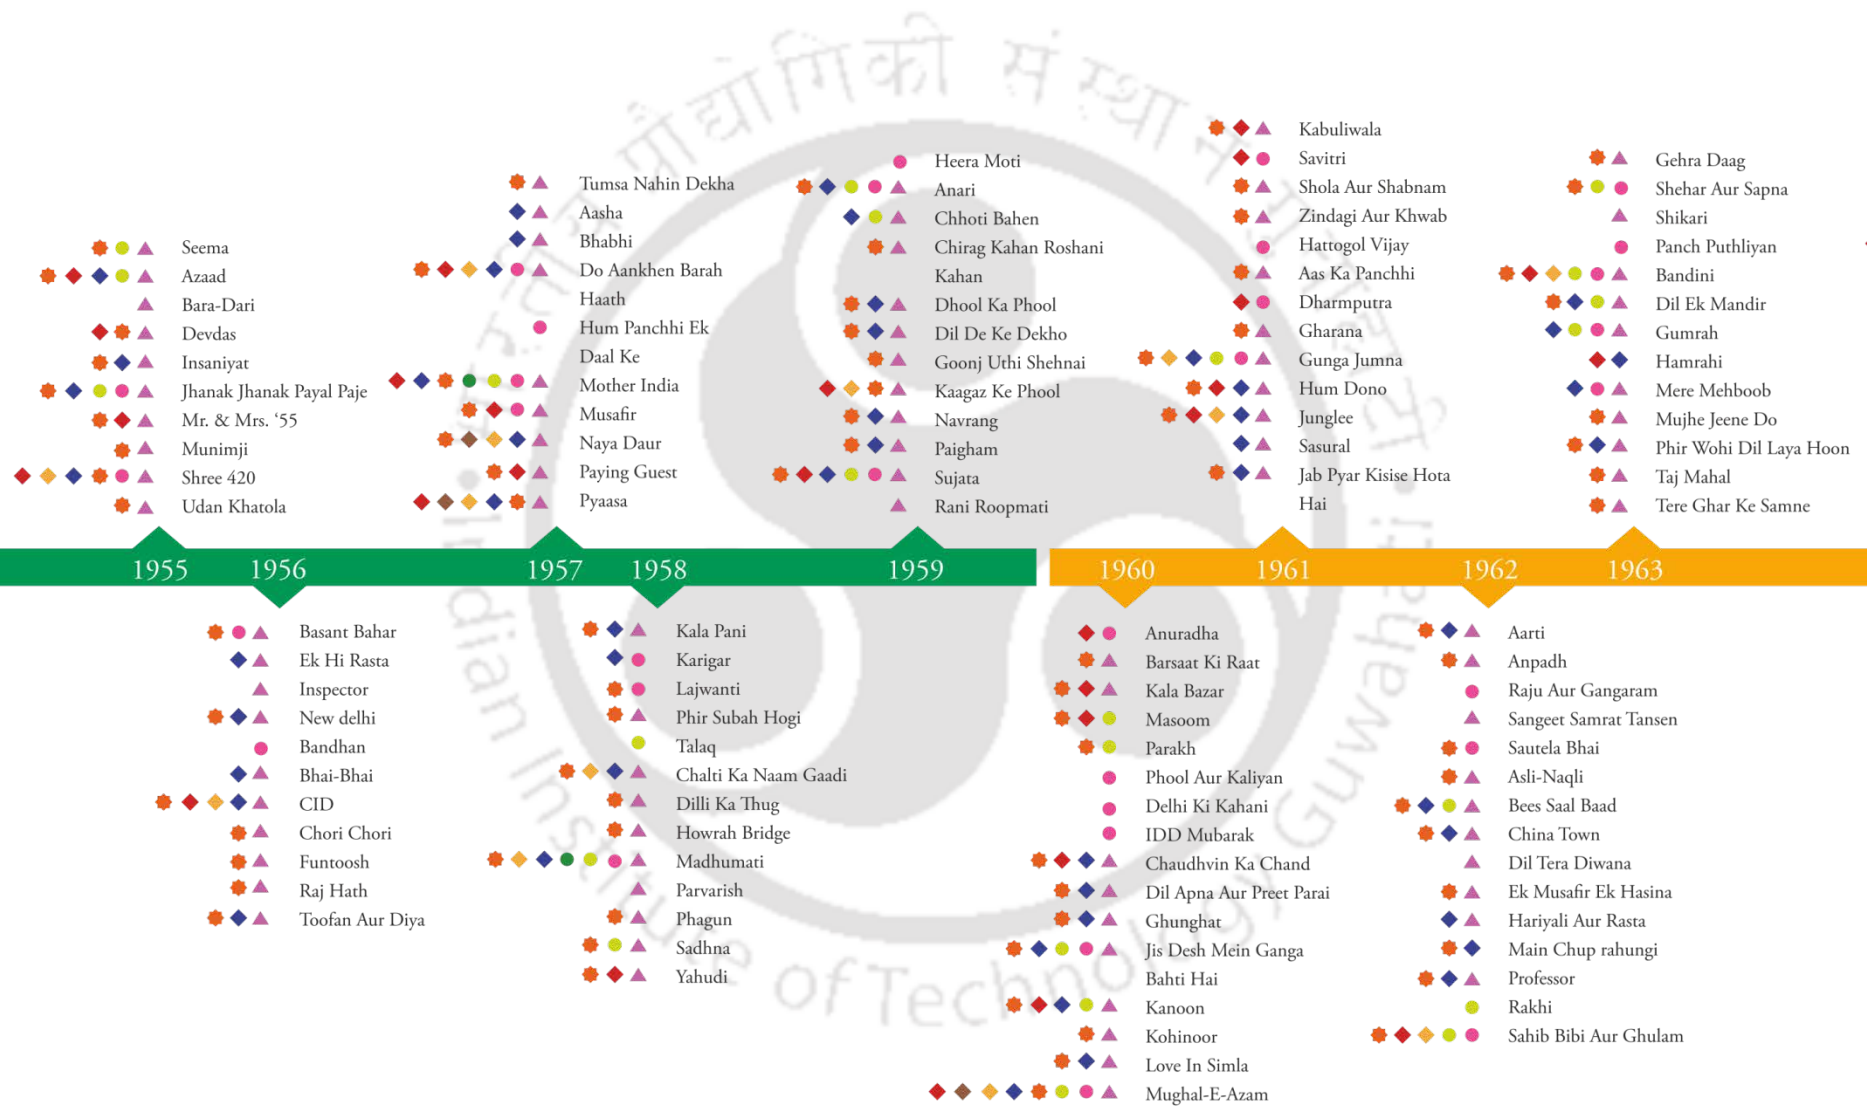 Seema
Azaad
Bara-Dari
Devdas
Insaniyat
Jhanak Jhanak Payal Paje
Mr. & Mrs. ‘55
Munimji
Shree 420
Udan Khatola
Tumsa Nahin Dekha
Aasha
Bhabhi
Do Aankhen Barah
Haath
Hum Panchhi Ek
Daal Ke
Mother India
Musafir
Naya Daur
Paying Guest
Pyaasa
Heera Moti
Anari
Chhoti Bahen
Chirag Kahan Roshani
Kahan
Dhool Ka Phool
Dil De Ke Dekho
Goonj Uthi Shehnai
Kaagaz Ke Phool
Navrang
Paigham
Sujata
Rani Roopmati
Kabuliwala
Savitri
Shola Aur Shabnam
Zindagi Aur Khwab
Hattogol Vijay
Aas Ka Panchhi
Dharmputra
Gharana
Gunga Jumna
Hum Dono
Junglee
Sasural
Jab Pyar Kisise Hota
Hai
Gehra Daag
Shehar Aur Sapna
Shikari
Panch Puthliyan
Bandini
Dil Ek Mandir
Gumrah
Hamrahi
Mere Mehboob
Mujhe Jeene Do
Phir Wohi Dil Laya Hoon
Taj Mahal
Tere Ghar Ke Samne
1955 1956 1957 1958 1959 1960 1961 1962 1963
Basant Bahar
Ek Hi Rasta
Inspector
New delhi
Bandhan
Bhai-Bhai
CID
Chori Chori
Funtoosh
Raj Hath
Toofan Aur Diya
Kala Pani
Karigar
Lajwanti
Phir Subah Hogi
Talaq
Chalti Ka Naam Gaadi
Dilli Ka Thug
Howrah Bridge
Madhumati
Parvarish
Phagun
Sadhna
Yahudi
Anuradha
Barsaat Ki Raat
Kala Bazar
Masoom
Parakh
Phool Aur Kaliyan
Delhi Ki Kahani
IDD Mubarak
Chaudhvin Ka Chand
Dil Apna Aur Preet Parai
Ghunghat
Jis Desh Mein Ganga
Bahti Hai
Kanoon
Kohinoor
Love In Simla
Mughal-E-Azam
Aarti
Anpadh
Raju Aur Gangaram
Sangeet Samrat Tansen
Sautela Bhai
Asli-Naqli
Bees Saal Baad
China Town
Dil Tera Diwana
Ek Musafir Ek Hasina
Hariyali Aur Rasta
Main Chup rahungi
Professor
Rakhi
Sahib Bibi Aur Ghulam
Indian Institute of Technology Guwahati